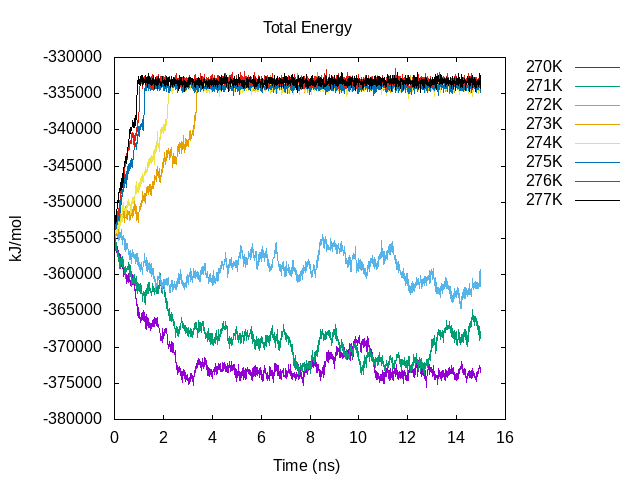 Total Energy
-330000
-335000
-340000
-345000
-350000
-355000
-360000
-365000
-370000
-375000
-380000
kJ/mol
0 2 4 6 8 10 12 14 16
Time (ns)
270K
271K
272K
273K
274K
275K
276K
277K